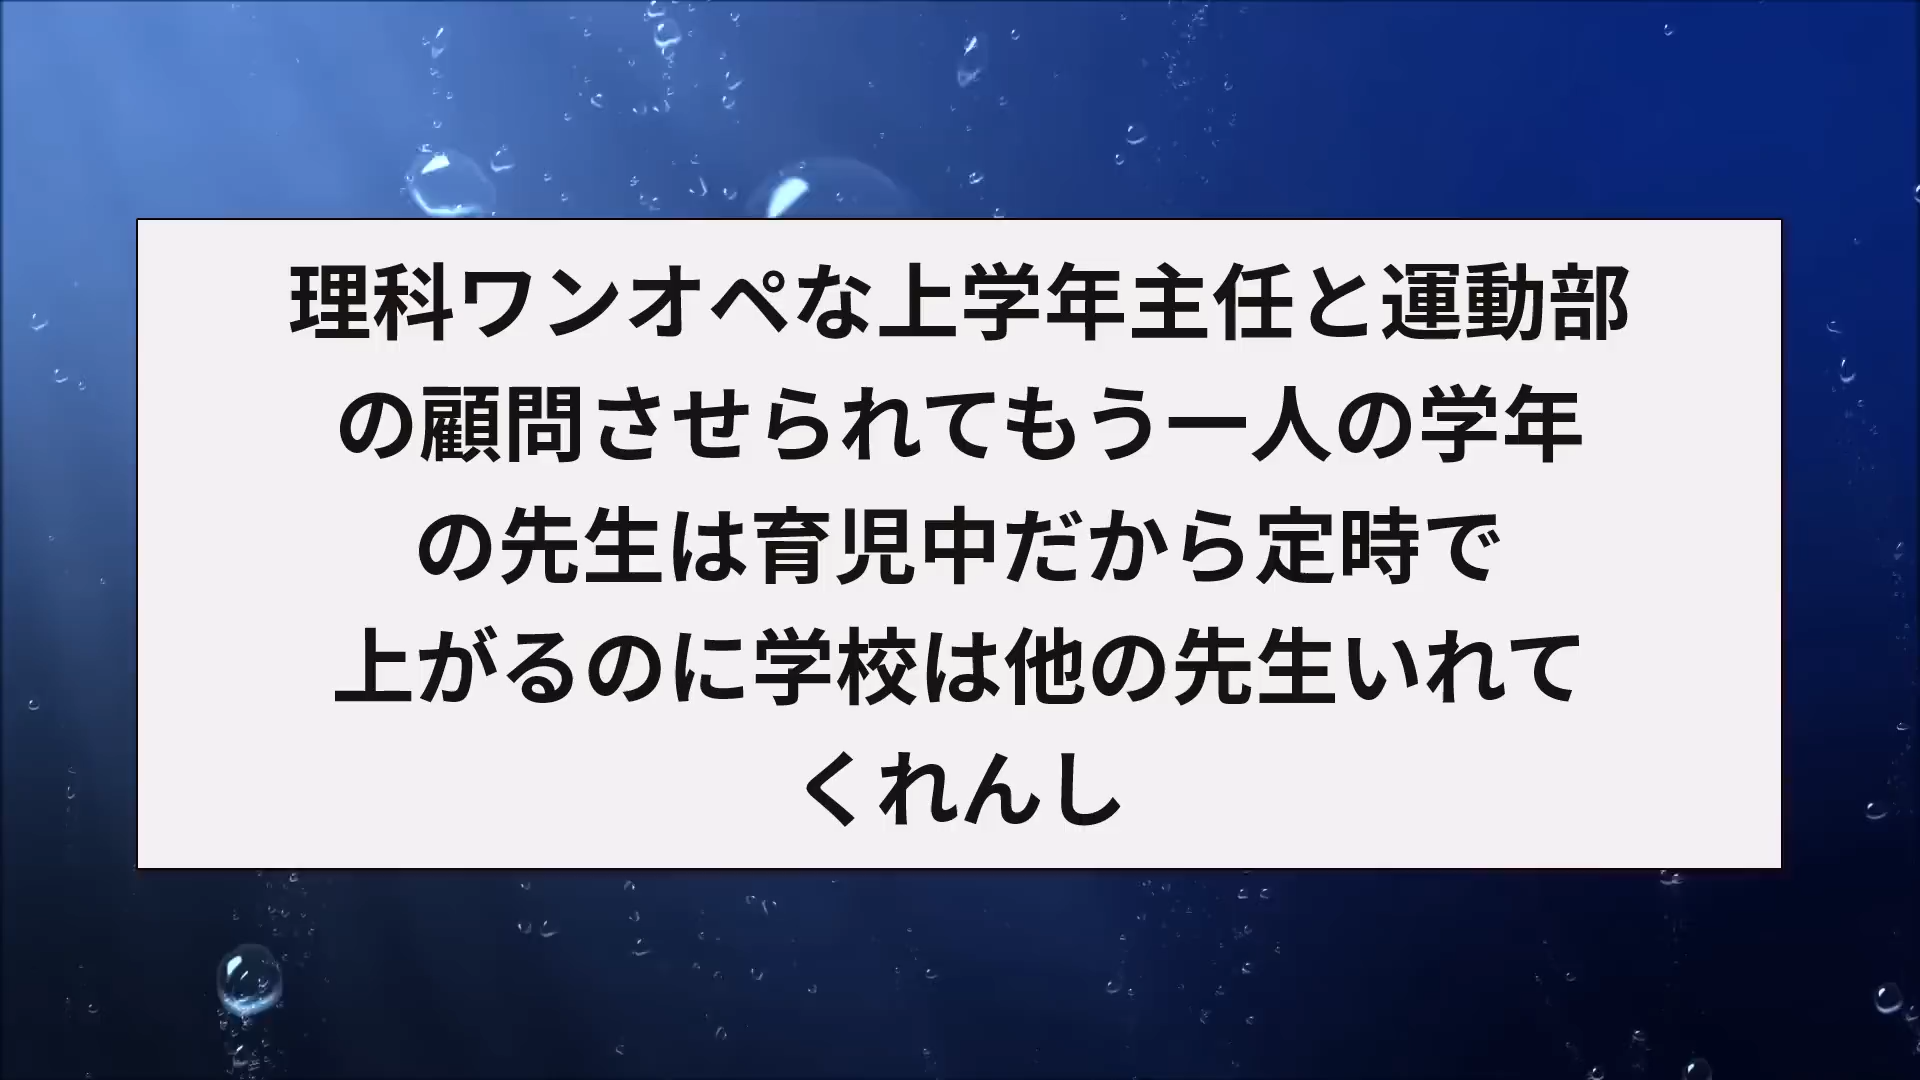 理科ワンオペな上学年主任と運動部
の顧問させられてもう一人の学年
の先生は育児中だから定時で
上がるのに学校は他の先生いれて
くれんし